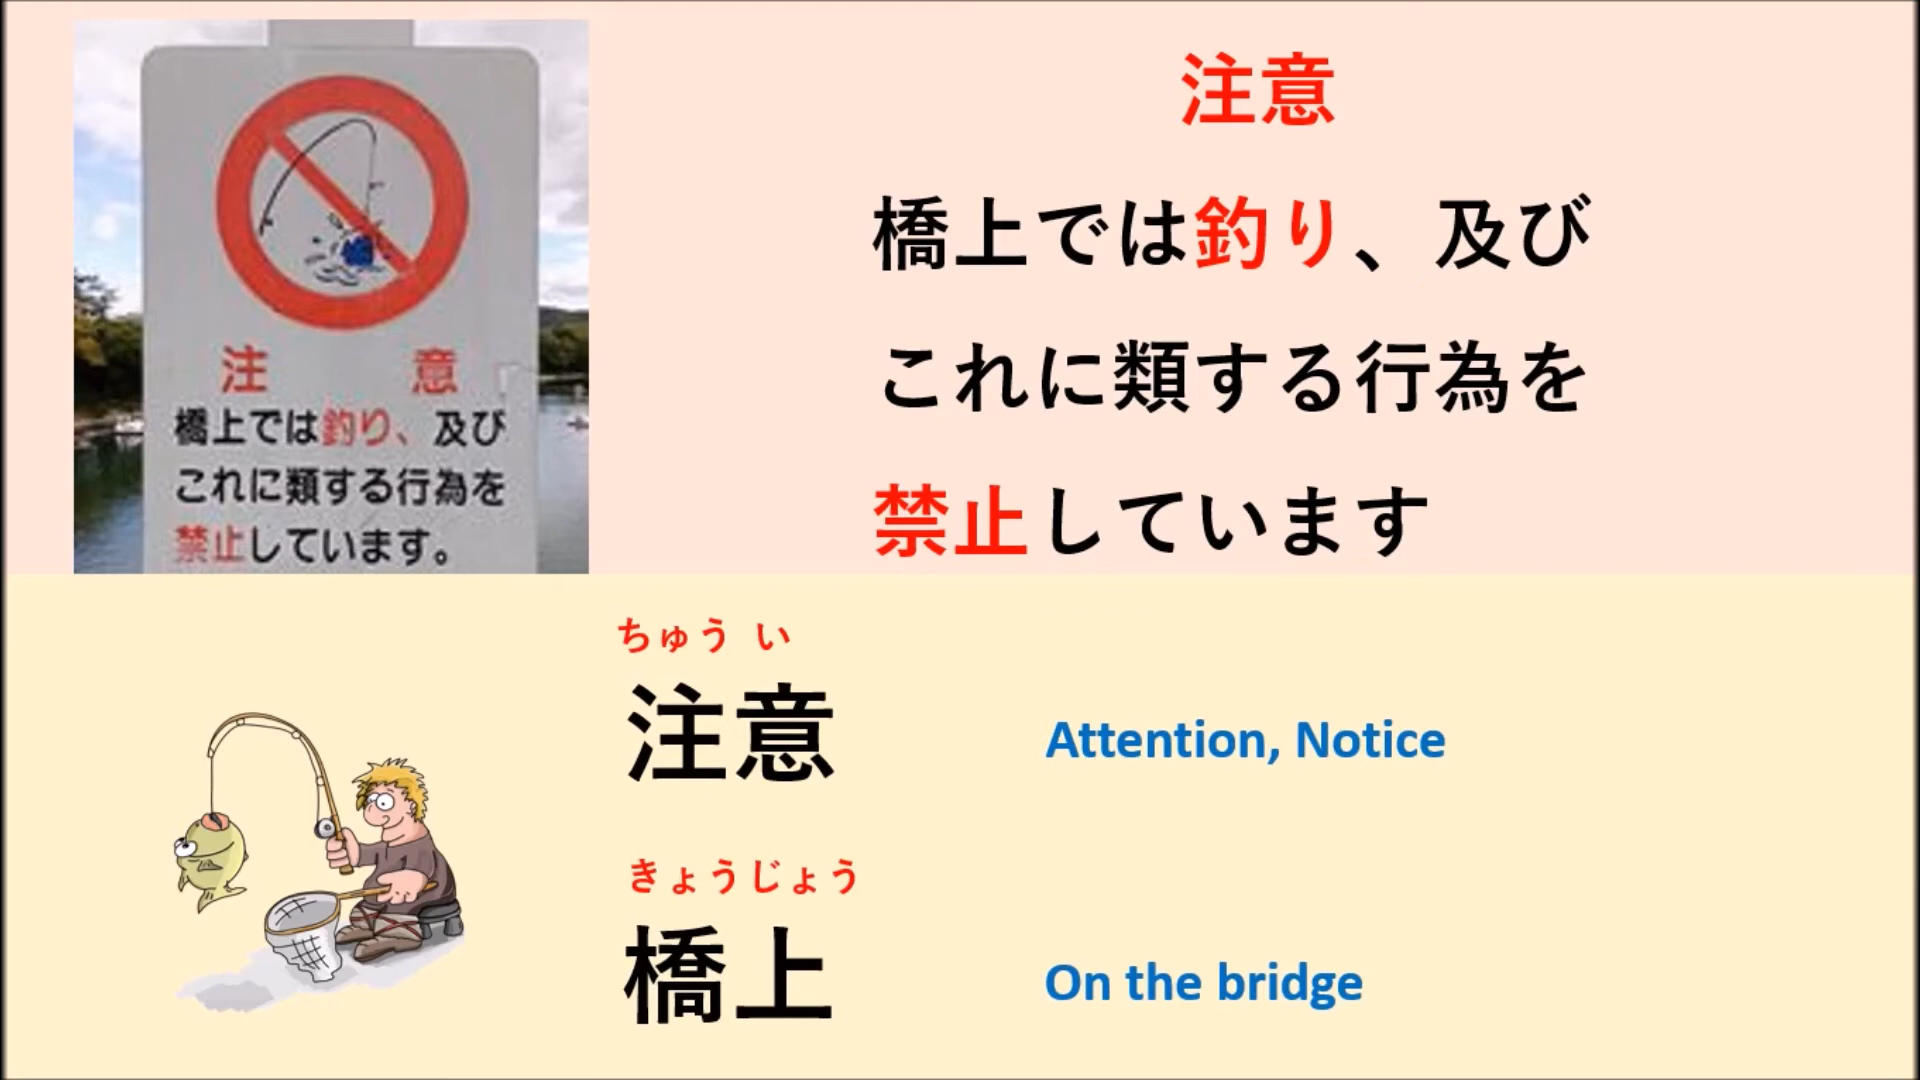 注 意
橋上では釣り、及び
これに類する行為を
禁止しています。
注意
橋上では釣り、及び
これに類する行為を
禁止しています
ちゅう い
注意
Attention, Notice
きょうじょう
橋上
On the bridge